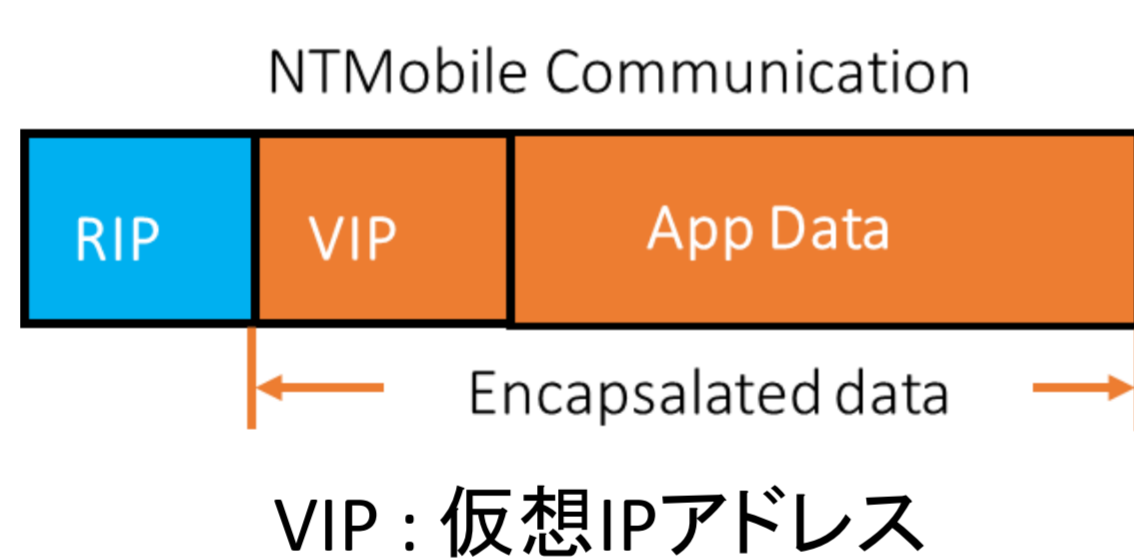 NTMobile Communication
RIP VIP App Data
Encapsalated data
VIP : 仮想IPアドレス